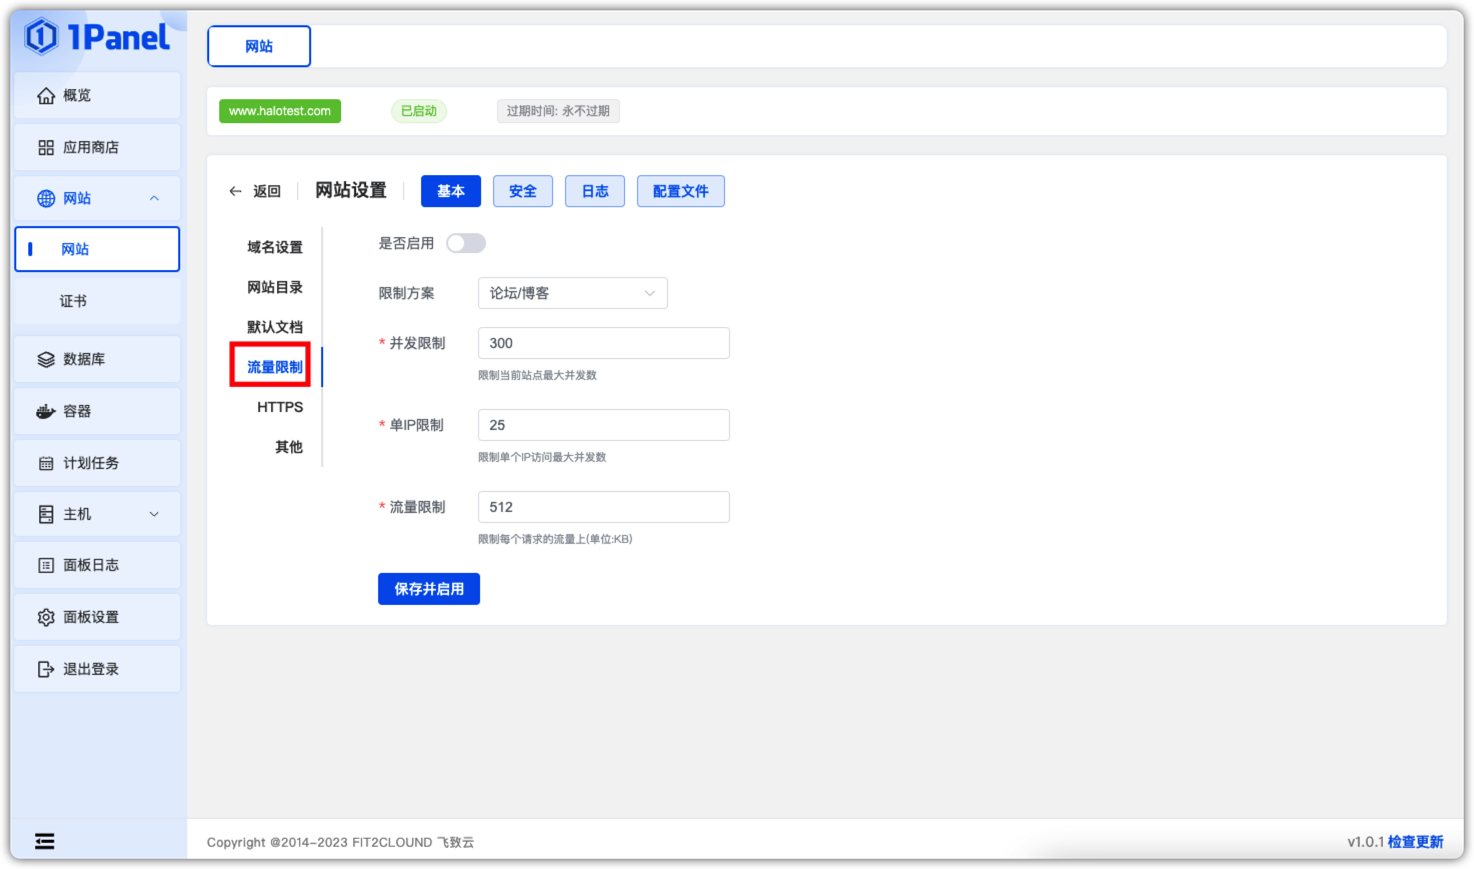 1Panel
概览
应用商店
网站
网站
证书
数据库
容器
计划任务
主机
面板日志
面板设置
退出登录
网站
www.halotest.com
已启动
过期时间: 永不过期
返回
网站设置
基本
安全
日志
配置文件
域名设置
网站目录
默认文档
流量限制
HTTPS
其他
是否启用
限制方案
论坛/博客
* 并发限制
300
限制当前站点最大并发数
* 单IP限制
25
限制单个IP访问最大并发数
* 流量限制
512
限制每个请求的流量上(单位:KB)
保存并启用
Copyright @2014-2023 FIT2CLOUND 飞致云
v1.0.1 检查更新